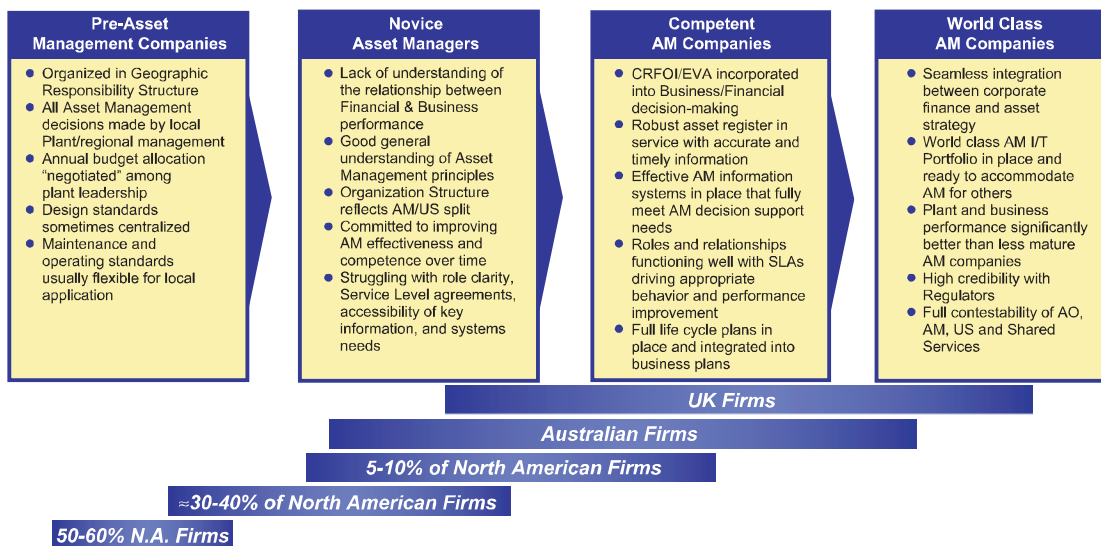 Pre-Asset
Management Companies
● Organized in Geographic
Responsibility Structure
● All Asset Management
decisions made by local
Plant/regional management
● Annual budget allocation
“negotiated” among
plant leadership
● Design standards
sometimes centralized
● Maintenance and
operating standards
usually flexible for local
application
Novice
Asset Managers
● Lack of understanding of
the relationship between
Financial & Business
performance
● Good general
understanding of Asset
Management principles
● Organization Structure
reflects AM/US split
● Committed to improving
AM effectiveness and
competence over time
● Struggling with role clarity,
Service Level agreements,
accessibility of key
information, and systems
needs
Competent
AM Companies
● CRFOI/EVA incorporated
into Business/Financial
decision-making
● Robust asset register in
service with accurate and
timely information
● Effective AM information
systems in place that fully
meet AM decision support
needs
● Roles and relationships
functioning well with SLAs
driving appropriate
behavior and performance
improvement
● Full life cycle plans in
place and integrated into
business plans
World Class
AM Companies
● Seamless integration
between corporate
finance and asset
strategy
● World class AM I/T
Portfolio in place and
ready to accommodate
AM for others
● Plant and business
performance significantly
better than less mature
AM companies
● High credibility with
Regulators
● Full contestability of AO,
AM, US and Shared
Services
UK Firms
Australian Firms
5-10% of North American Firms
≈30-40% of North American Firms
50-60% N.A. Firms